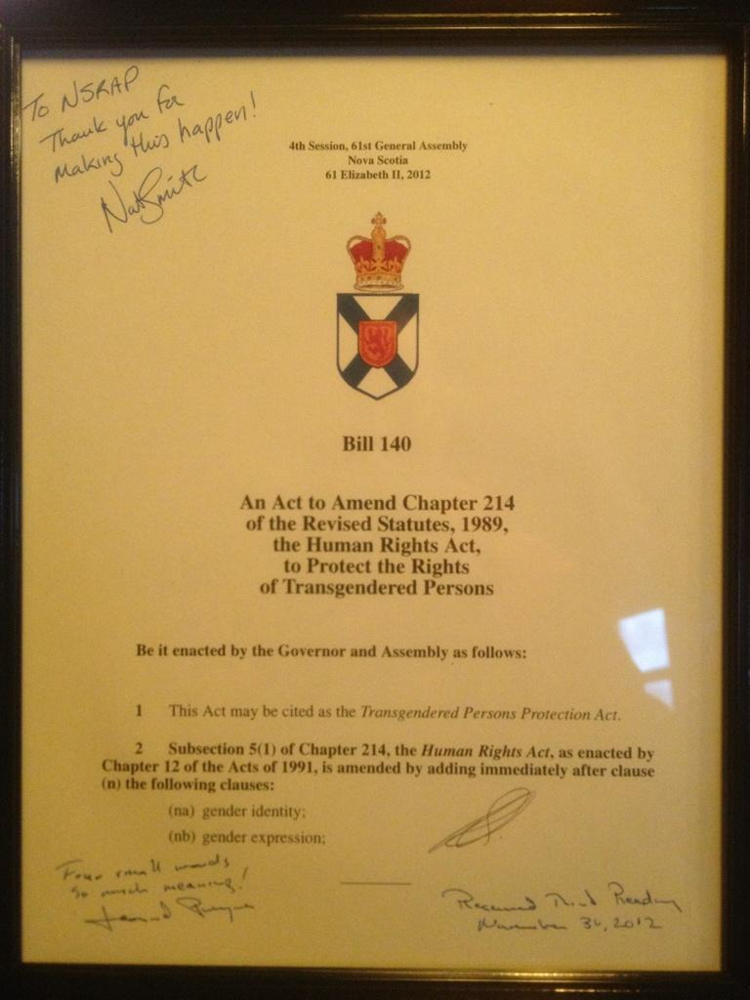 To NSRAP
Thank you for
making this happen!
4th Session, 61st General Assembly
Nova Scotia
61 Elizabeth II, 2012
Bill 140
An Act to Amend Chapter 214
of the Revised Statutes, 1989,
the Human Rights Act,
to Protect the Rights
of Transgendered Persons
Be it enacted by the Governor and Assembly as follows:
1 This Act may be cited as the Transgendered Persons Protection Act.
2 Subsection 5(1) of Chapter 214, the Human Rights Act, as enacted by
Chapter 12 of the Acts of 1991, is amended by adding immediately after clause
(n) the following clauses:
(na) gender identity;
(nb) gender expression;
Four small words
So much meaning!
Received Third Reading
November 30, 2012